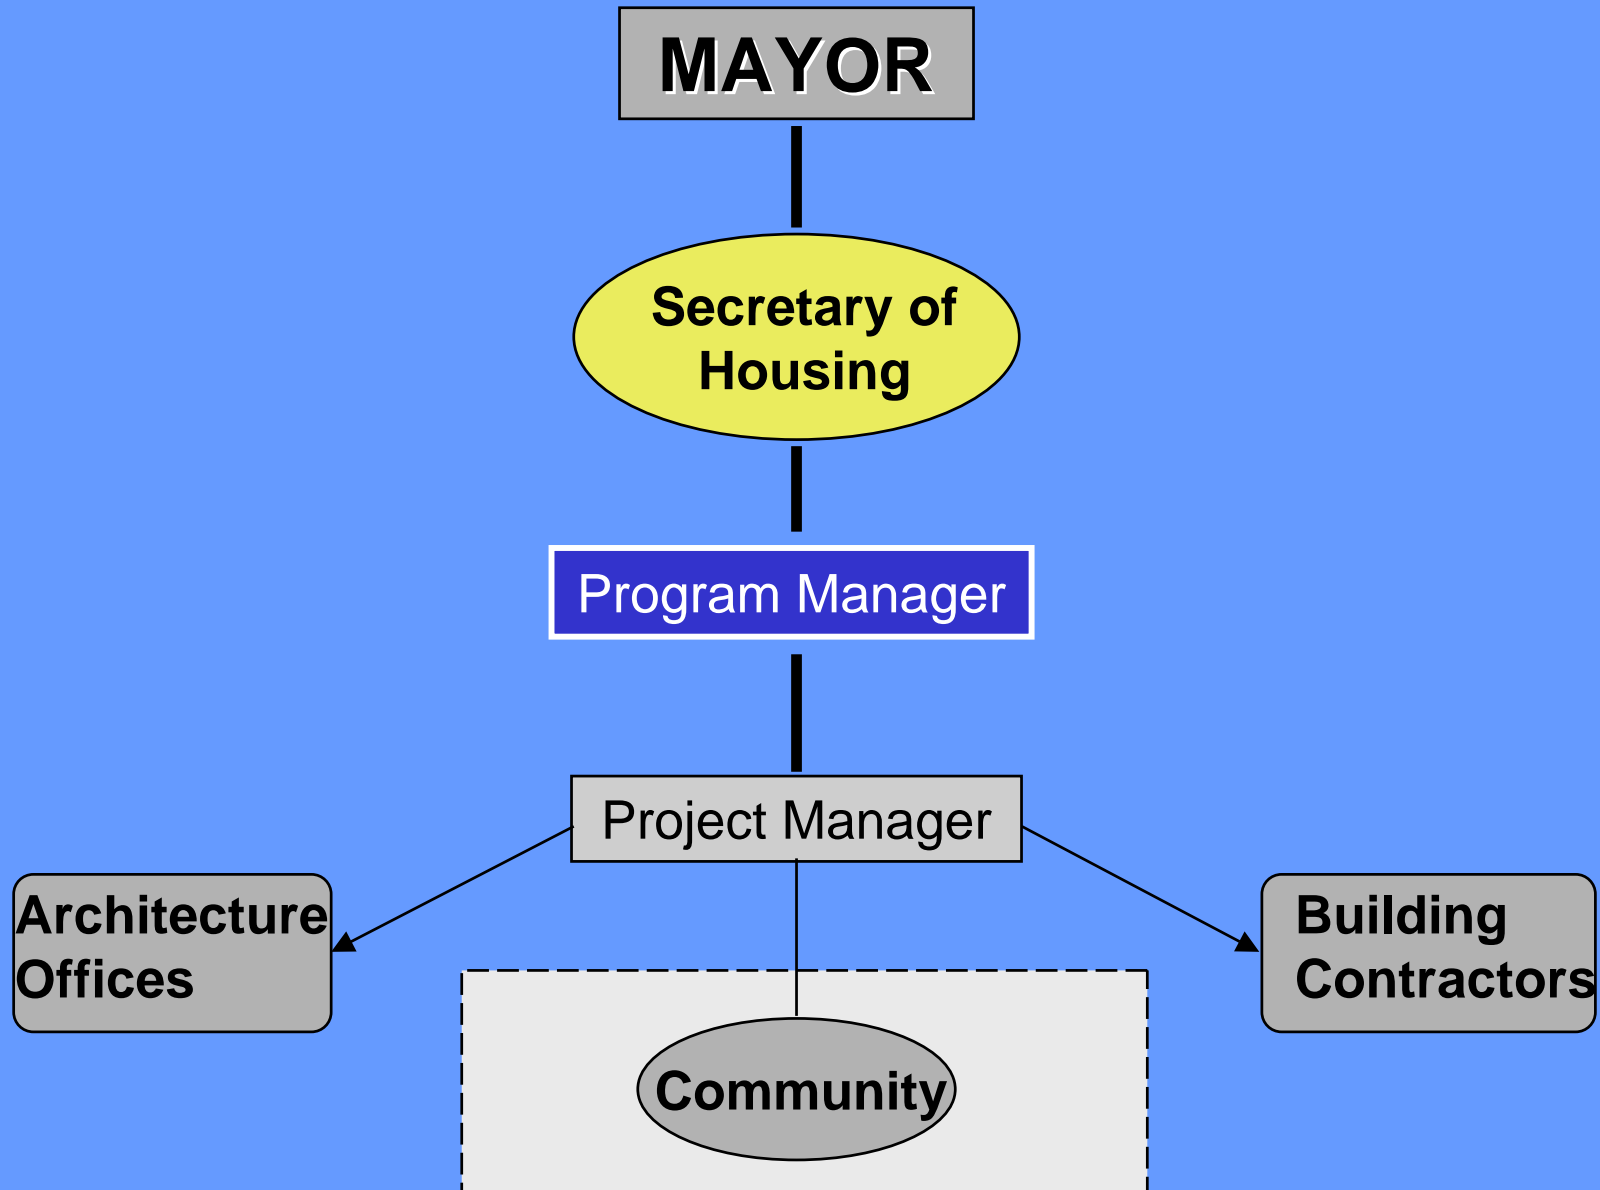 MAYOR
Secretary of
Housing
Program Manager
Project Manager
Architecture
Offices
Building
Contractors
Community